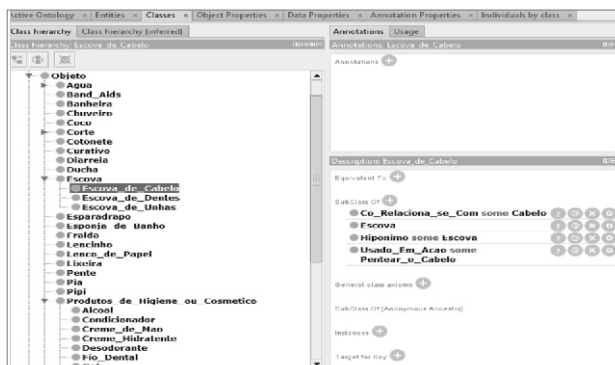 Active Ontology × Entities × Classes × Object Properties × Data Properties × Annotation Properties × Individuals by class ×
Class hierarchy Class hierarchy (inferred)
Class hierarchy: Escova_de_Cabelo
Objeto
Agua
Band_Aids
Banheira
Chuveiro
Coco
Corte
Cotonete
Curativo
Diarreia
Ducha
Escova
Escova_de_Cabelo
Escova_de_Dentes
Escova_de_Unhas
Esparadrapo
Esponja_de_Banho
Fralda
Lencinho
Lenco_de_Papel
Lixeira
Pente
Pia
Pipi
Produtos_de_Higiene_ou_Cosmetico
Alcool
Condicionador
Creme_de_Mao
Creme_Hidratente
Desodorante
Fio_Dental
Annotations Usage
Annotations: Escova_de_Cabelo
Annotations
Description: Escova_de_Cabelo
Equivalent To
SubClass Of
Co_Relaciona_se_Com some Cabelo
Escova
Hiponimo some Escova
Usado_Em_Acao some
Pentear_o_Cabelo
General class axioms
SubClass Of (Anonymous Ancestor)
Instances
Target for Key